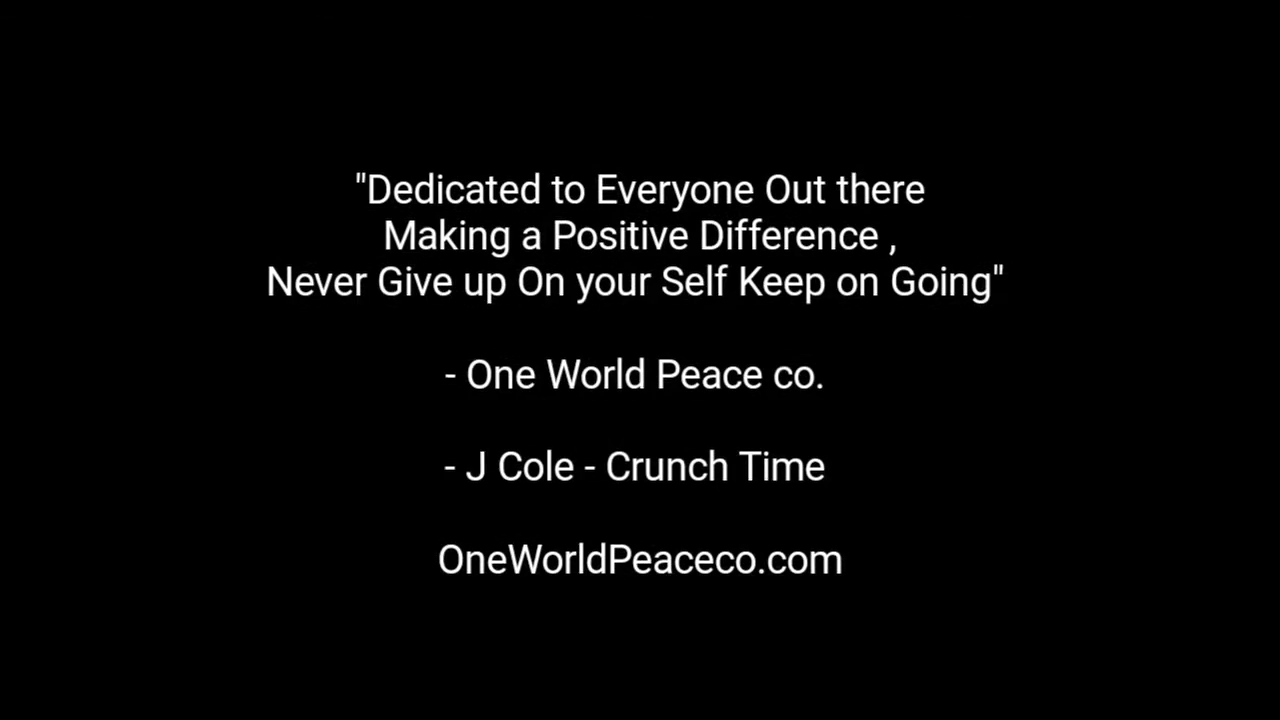 "Dedicated to Everyone Out there
Making a Positive Difference ,
Never Give up On your Self Keep on Going"
- One World Peace co.
- J Cole - Crunch Time
OneWorldPeaceco.com